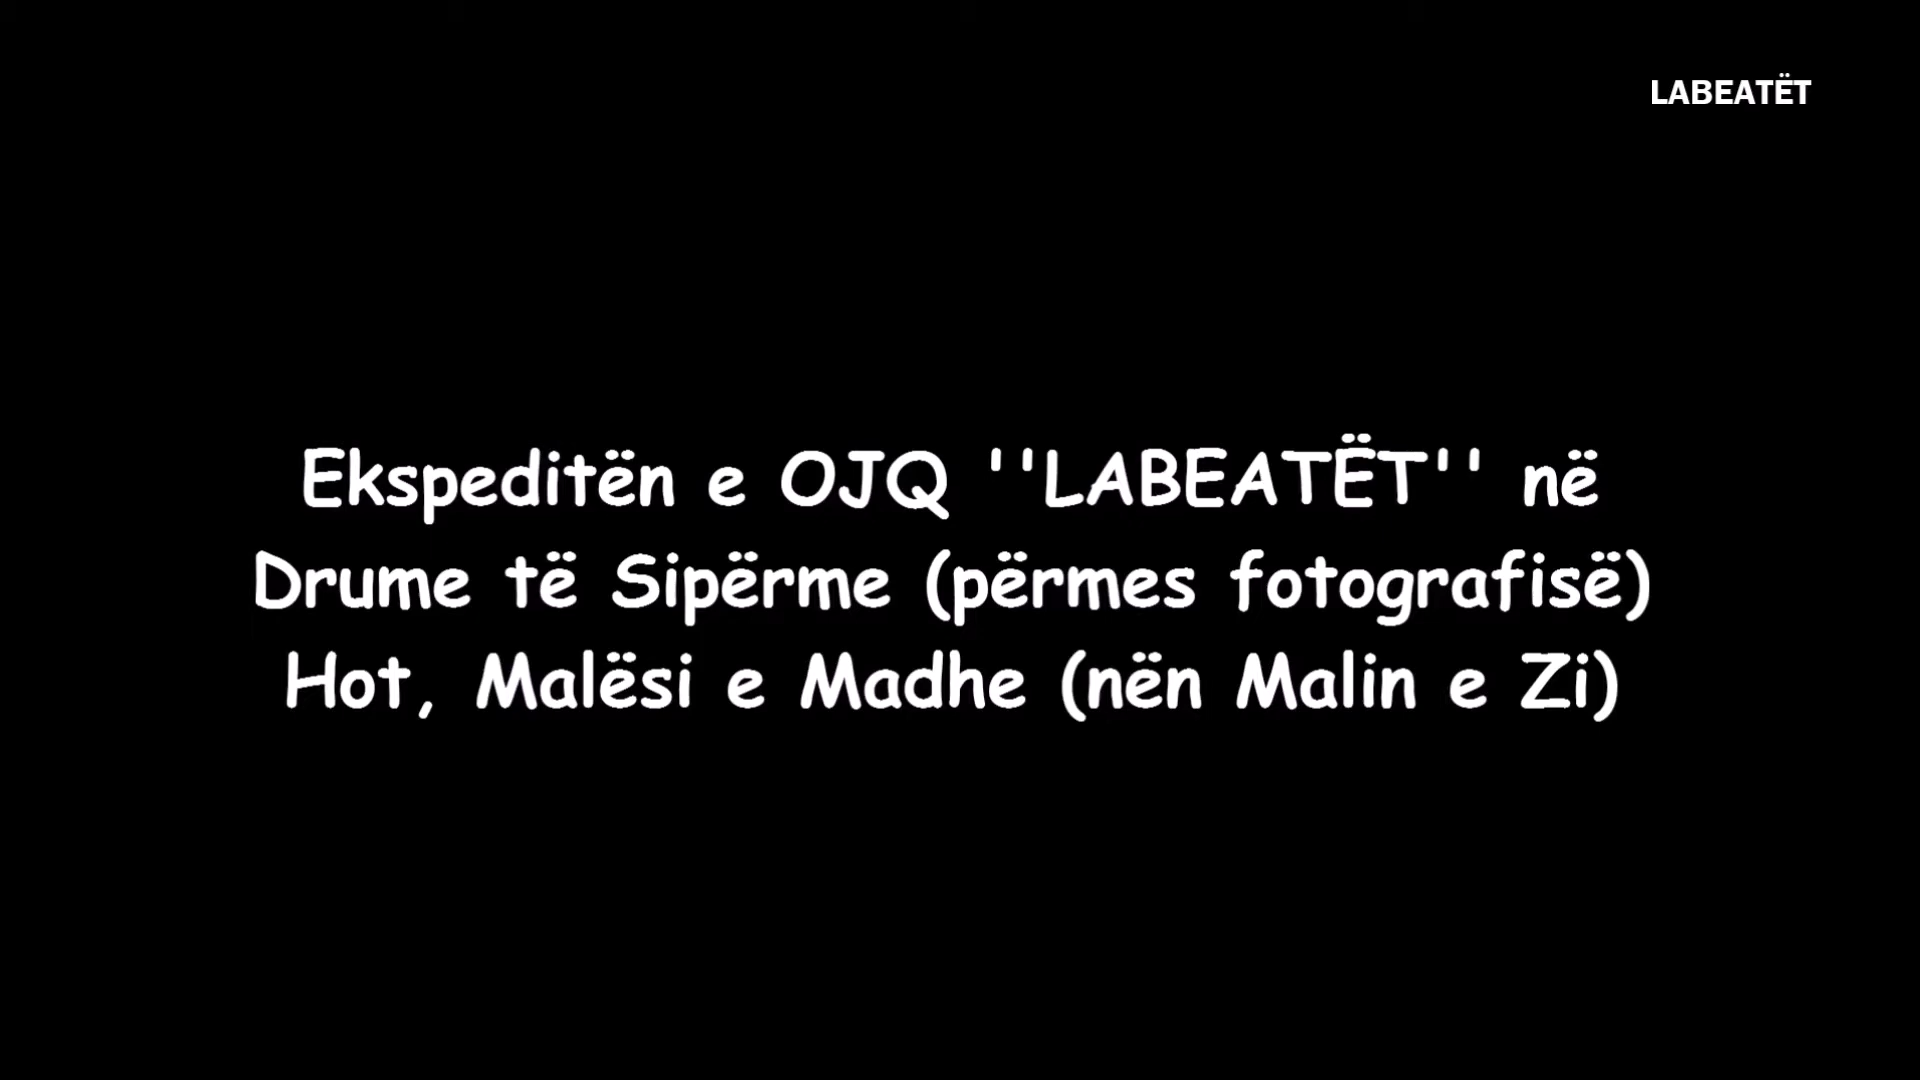 LABEATËT
Ekspeditën e OJQ ''LABEATËT'' në
Drume të Sipërme (përmes fotografisë)
Hot, Malësi e Madhe (nën Malin e Zi)